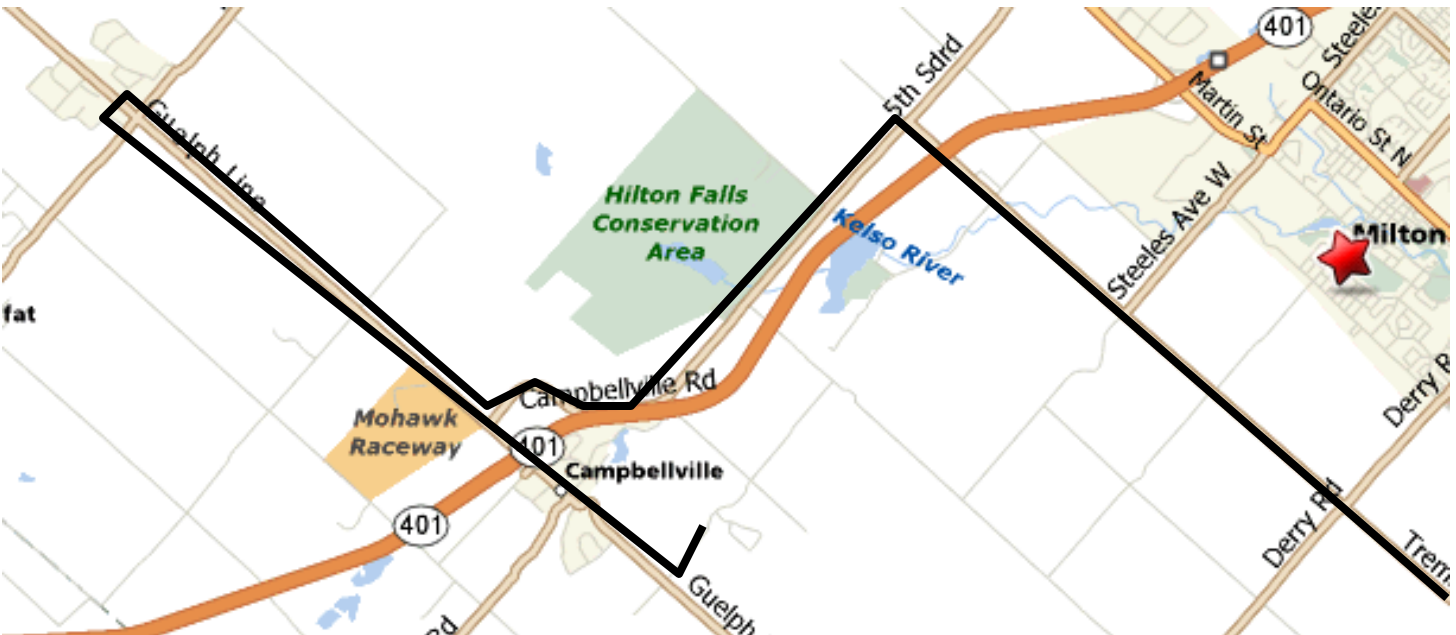 401
Steeles
5th Sdrd
Martin St
Ontario St N
Guelph Line
Hilton Falls
Conservation
Area
Kelso River
Steeles Ave W
Milton
fat
Campbellville Rd
Derry R
Mohawk
Raceway
401
Campbellville
401
Derry Rd
Trem
Guelph
Rd